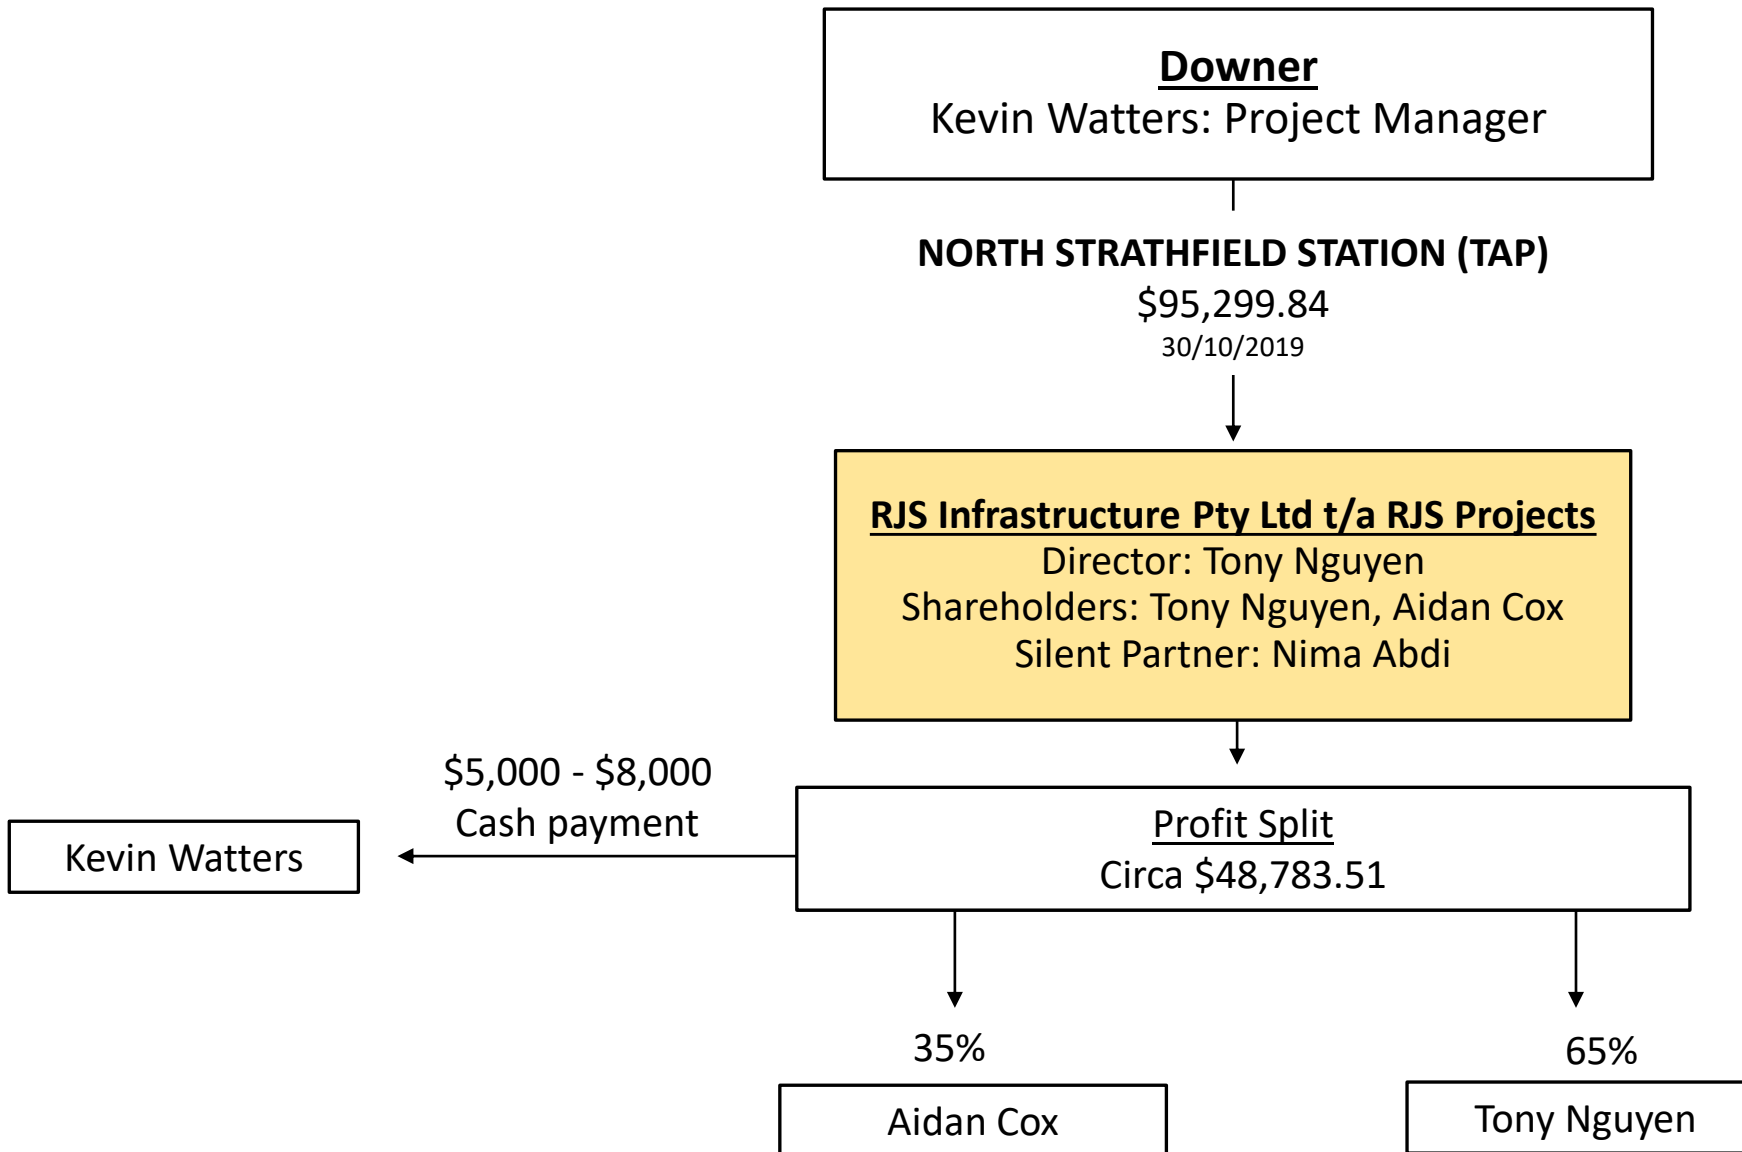 Downer
Kevin Watters: Project Manager
NORTH STRATHFIELD STATION (TAP)
$95,299.84
30/10/2019
RJS Infrastructure Pty Ltd t/a RJS Projects
Director: Tony Nguyen
Shareholders: Tony Nguyen, Aidan Cox
Silent Partner: Nima Abdi
$5,000 - $8,000
Cash payment
Kevin Watters
Profit Split
Circa $48,783.51
35%
65%
Aidan Cox
Tony Nguyen